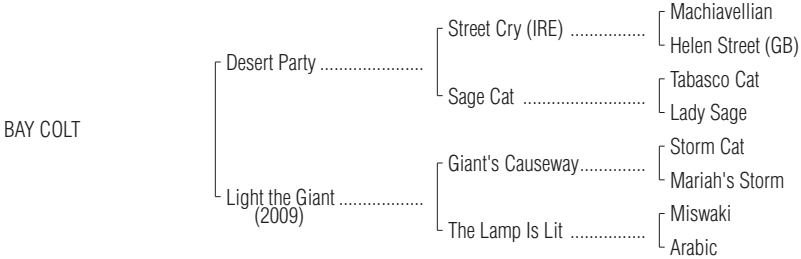 Machiavellian
Street Cry (IRE) ................
Helen Street (GB)
Desert Party ......................
Tabasco Cat
Sage Cat ..........................
Lady Sage
BAY COLT
Storm Cat
Giant's Causeway..............
Mariah's Storm
Light the Giant ..................
(2009)
Miswaki
The Lamp Is Lit ................
Arabic